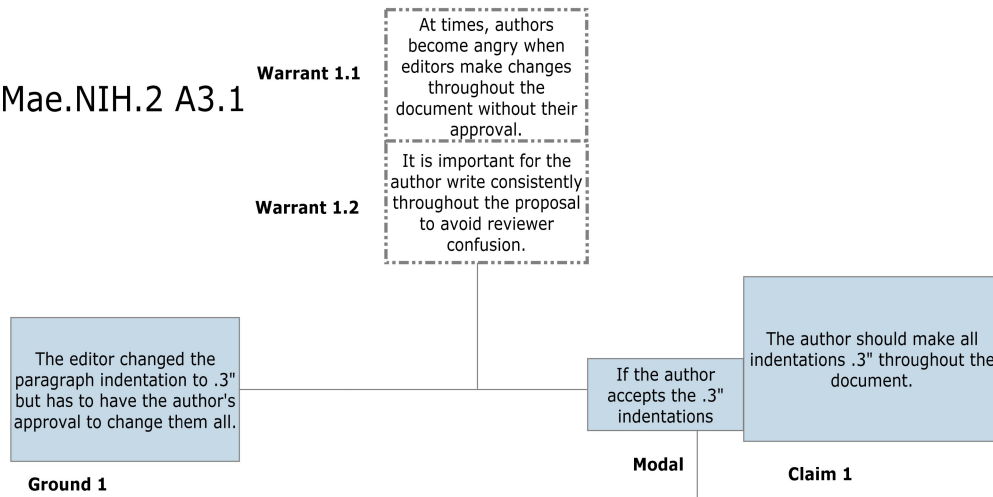 At times, authors
become angry when
editors make changes
throughout the
document without their
approval.
Warrant 1.1
Mae.NIH.2 A3.1
It is important for the
author write consistently
throughout the proposal
to avoid reviewer
confusion.
Warrant 1.2
The editor changed the
paragraph indentation to .3"
but has to have the author's
approval to change them all.
Ground 1
If the author
accepts the .3"
indentations
Modal
The author should make all
indentations .3" throughout the
document.
Claim 1